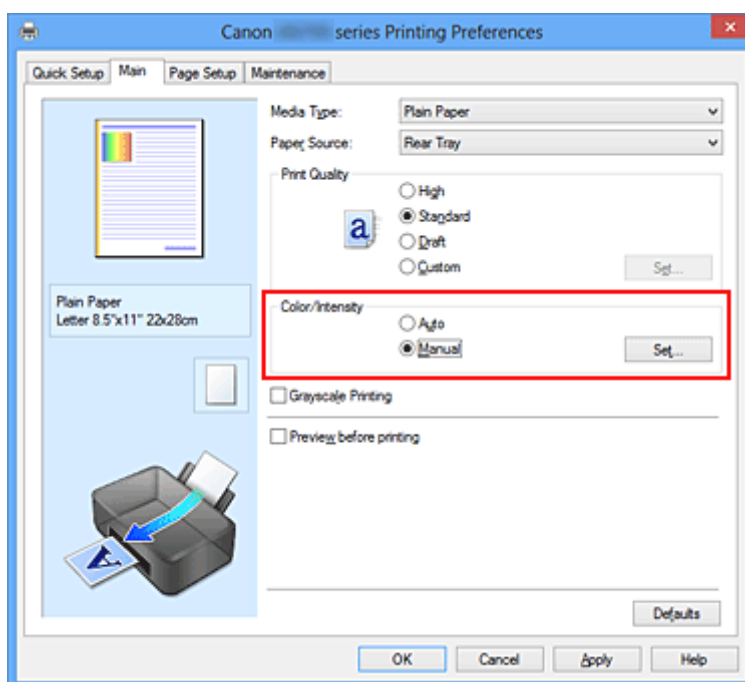 Canon series Printing Preferences
Quick Setup Main Page Setup Maintenance
Media Type: Plain Paper
Paper Source: Rear Tray
Print Quality
High
a
Standard
Draft
Custom Set...
Plain Paper
Letter 8.5"x11" 22x28cm
Color/Intensity
Auto
Manual Set...
Grayscale Printing
Preview before printing
A
Defaults
OK Cancel Apply Help